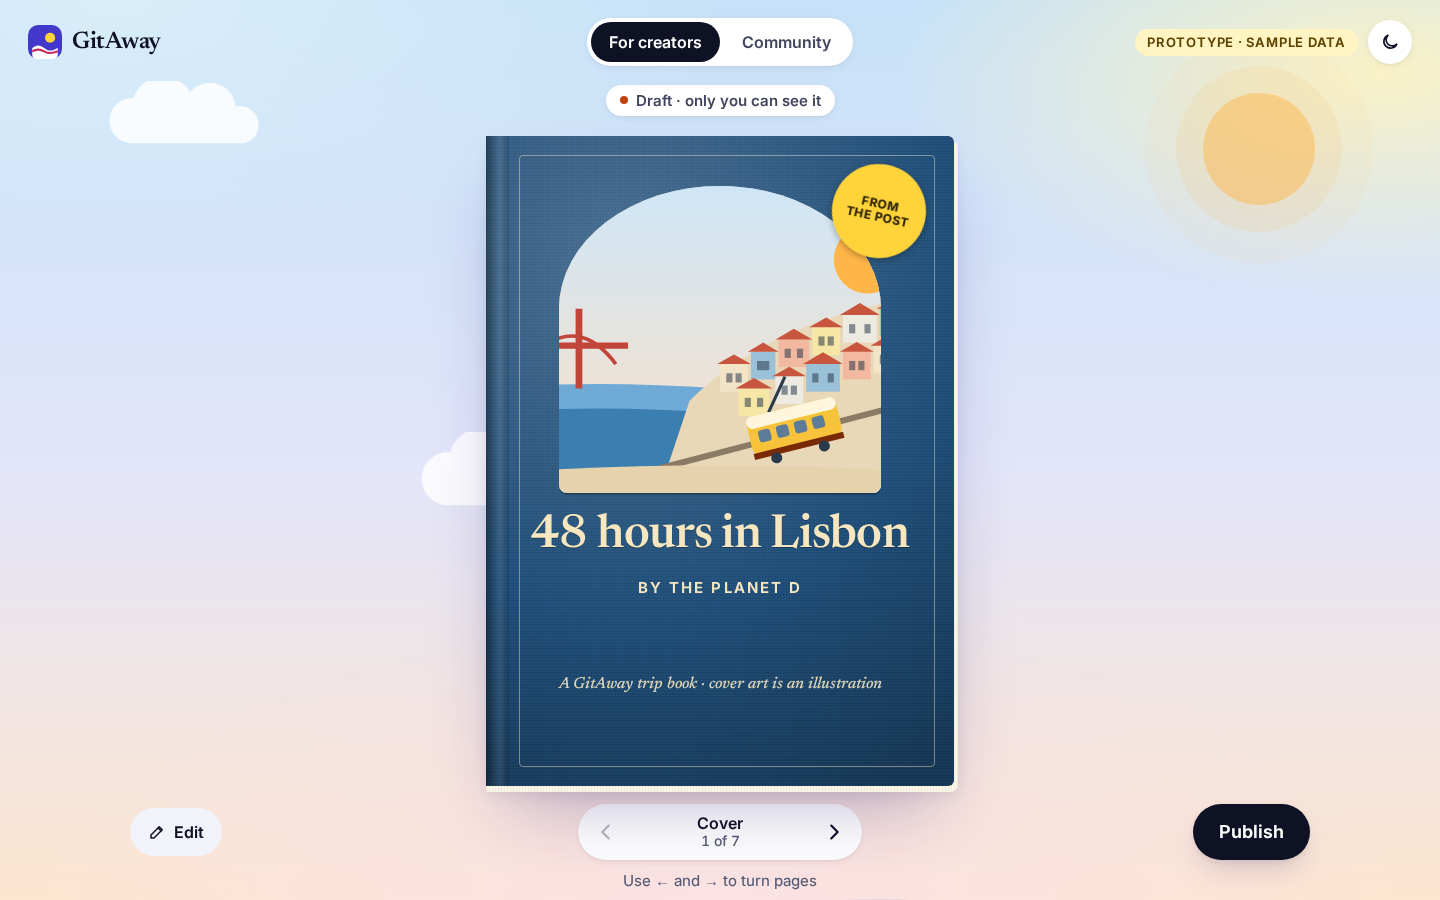 GitAway
For creators
Community
PROTOTYPE · SAMPLE DATA
Draft · only you can see it
FROM
THE POST
48 hours in Lisbon
BY THE PLANET D
A GitAway trip book · cover art is an illustration
Edit
Cover
1 of 7
Publish
Use ← and → to turn pages